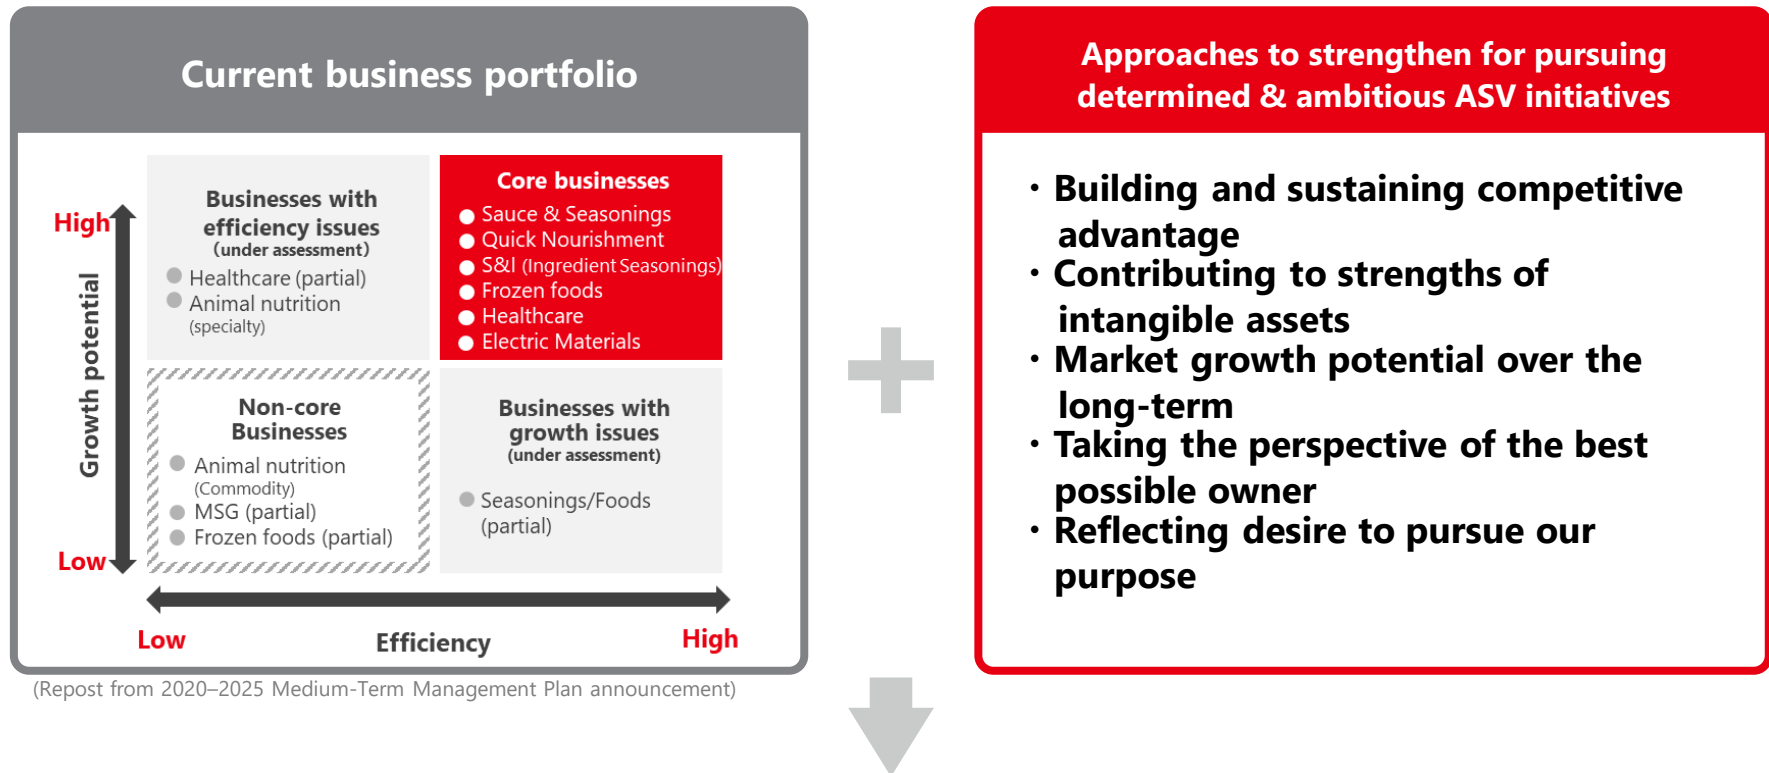 Current business portfolio
High
Growth potential
Low
Businesses with
efficiency issues
(under assessment)
Healthcare (partial)
Animal nutrition
(specialty)
Core businesses
Sauce & Seasonings
Quick Nourishment
S&I (Ingredient Seasonings)
Frozen foods
Healthcare
Electric Materials
Non-core
Businesses
Animal nutrition
(Commodity)
MSG (partial)
Frozen foods (partial)
Businesses with
growth issues
(under assessment)
Seasonings/Foods
(partial)
Low
Efficiency
High
(Repost from 2020–2025 Medium-Term Management Plan announcement)
Approaches to strengthen for pursuing
determined & ambitious ASV initiatives
・Building and sustaining competitive
advantage
・Contributing to strengths of
intangible assets
・Market growth potential over the
long-term
・Taking the perspective of the best
possible owner
・Reflecting desire to pursue our
purpose